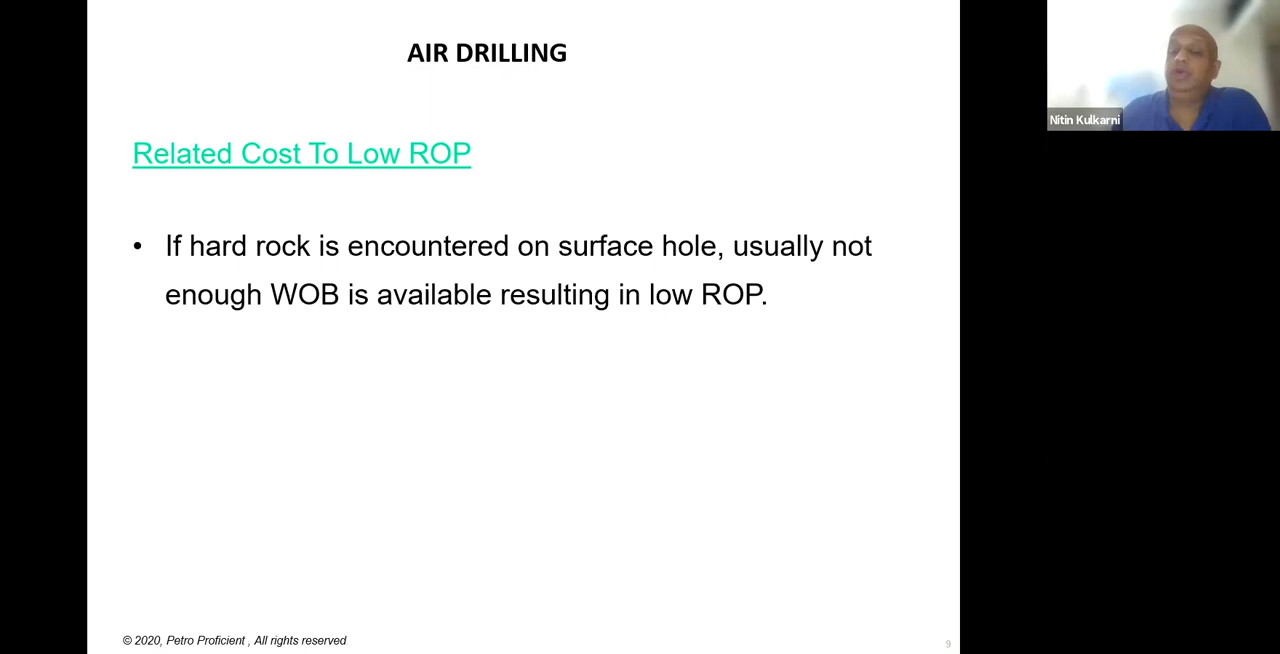 AIR DRILLING
Nitin Kulkarni
Related Cost To Low ROP
• If hard rock is encountered on surface hole, usually not
enough WOB is available resulting in low ROP.
© 2020, Petro Proficient , All rights reserved
9